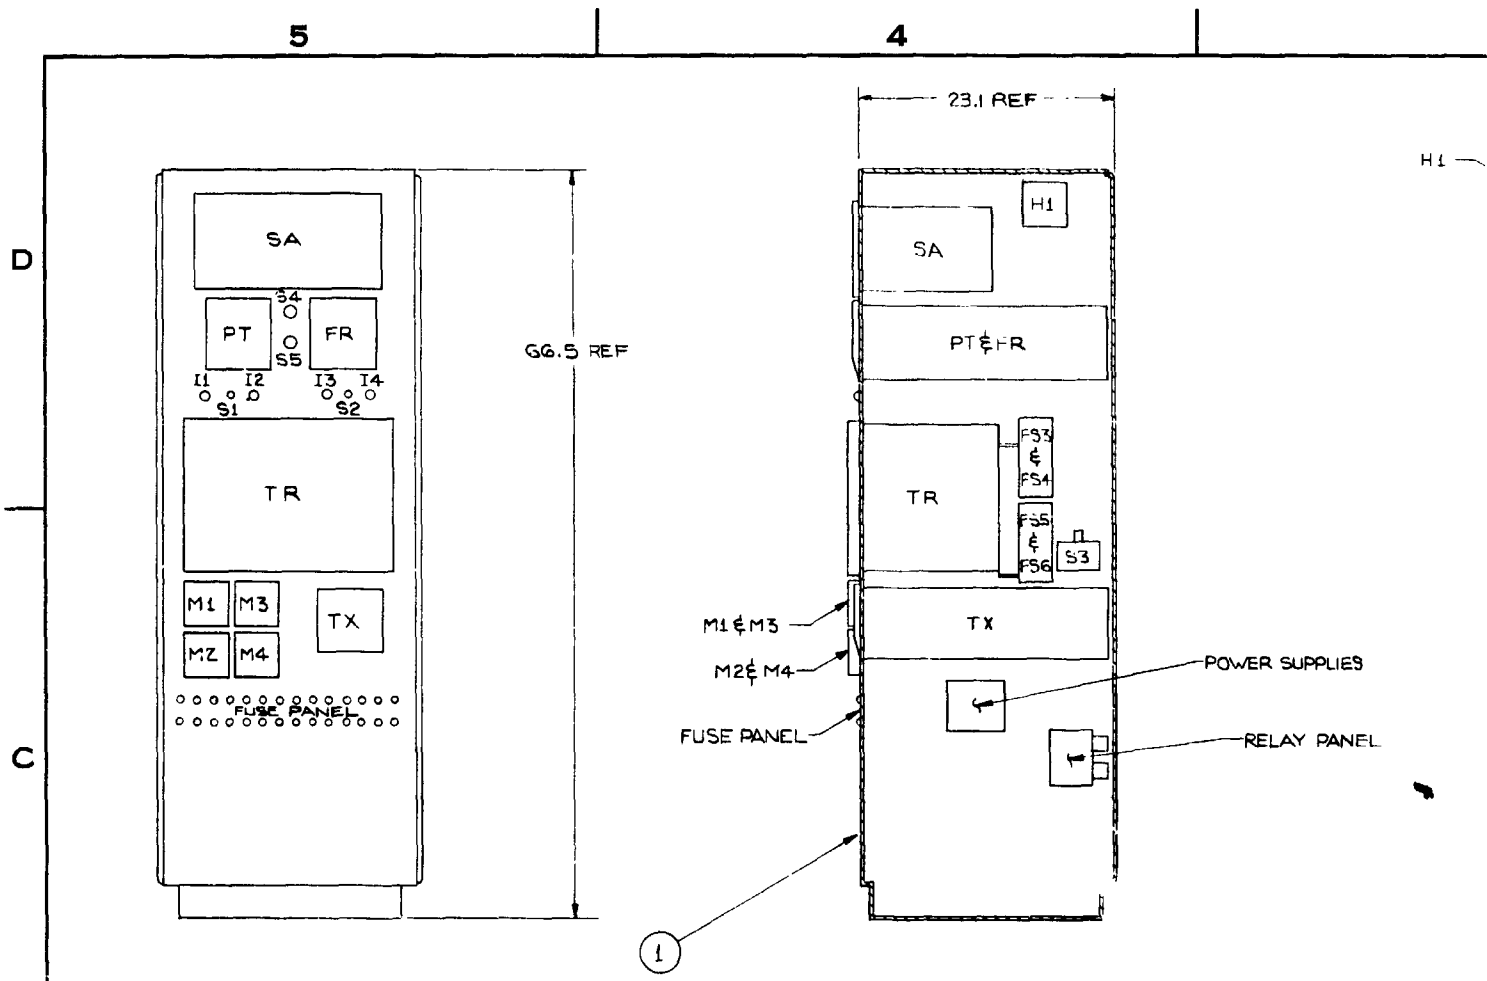 5
4
23.1 REF
H1
H1
D
SA
SA
S4
PT
FR
S5
66.5 REF
PT & FR
I1
I2
I3
I4
S1
S2
TR
TR
FS3
&
FS4
FS5
&
FS6
S3
M1
M3
TX
M1 & M3
TX
M2
M4
M2 & M4
POWER SUPPLIES
FUSE PANEL
FUSE PANEL
RELAY PANEL
C
1